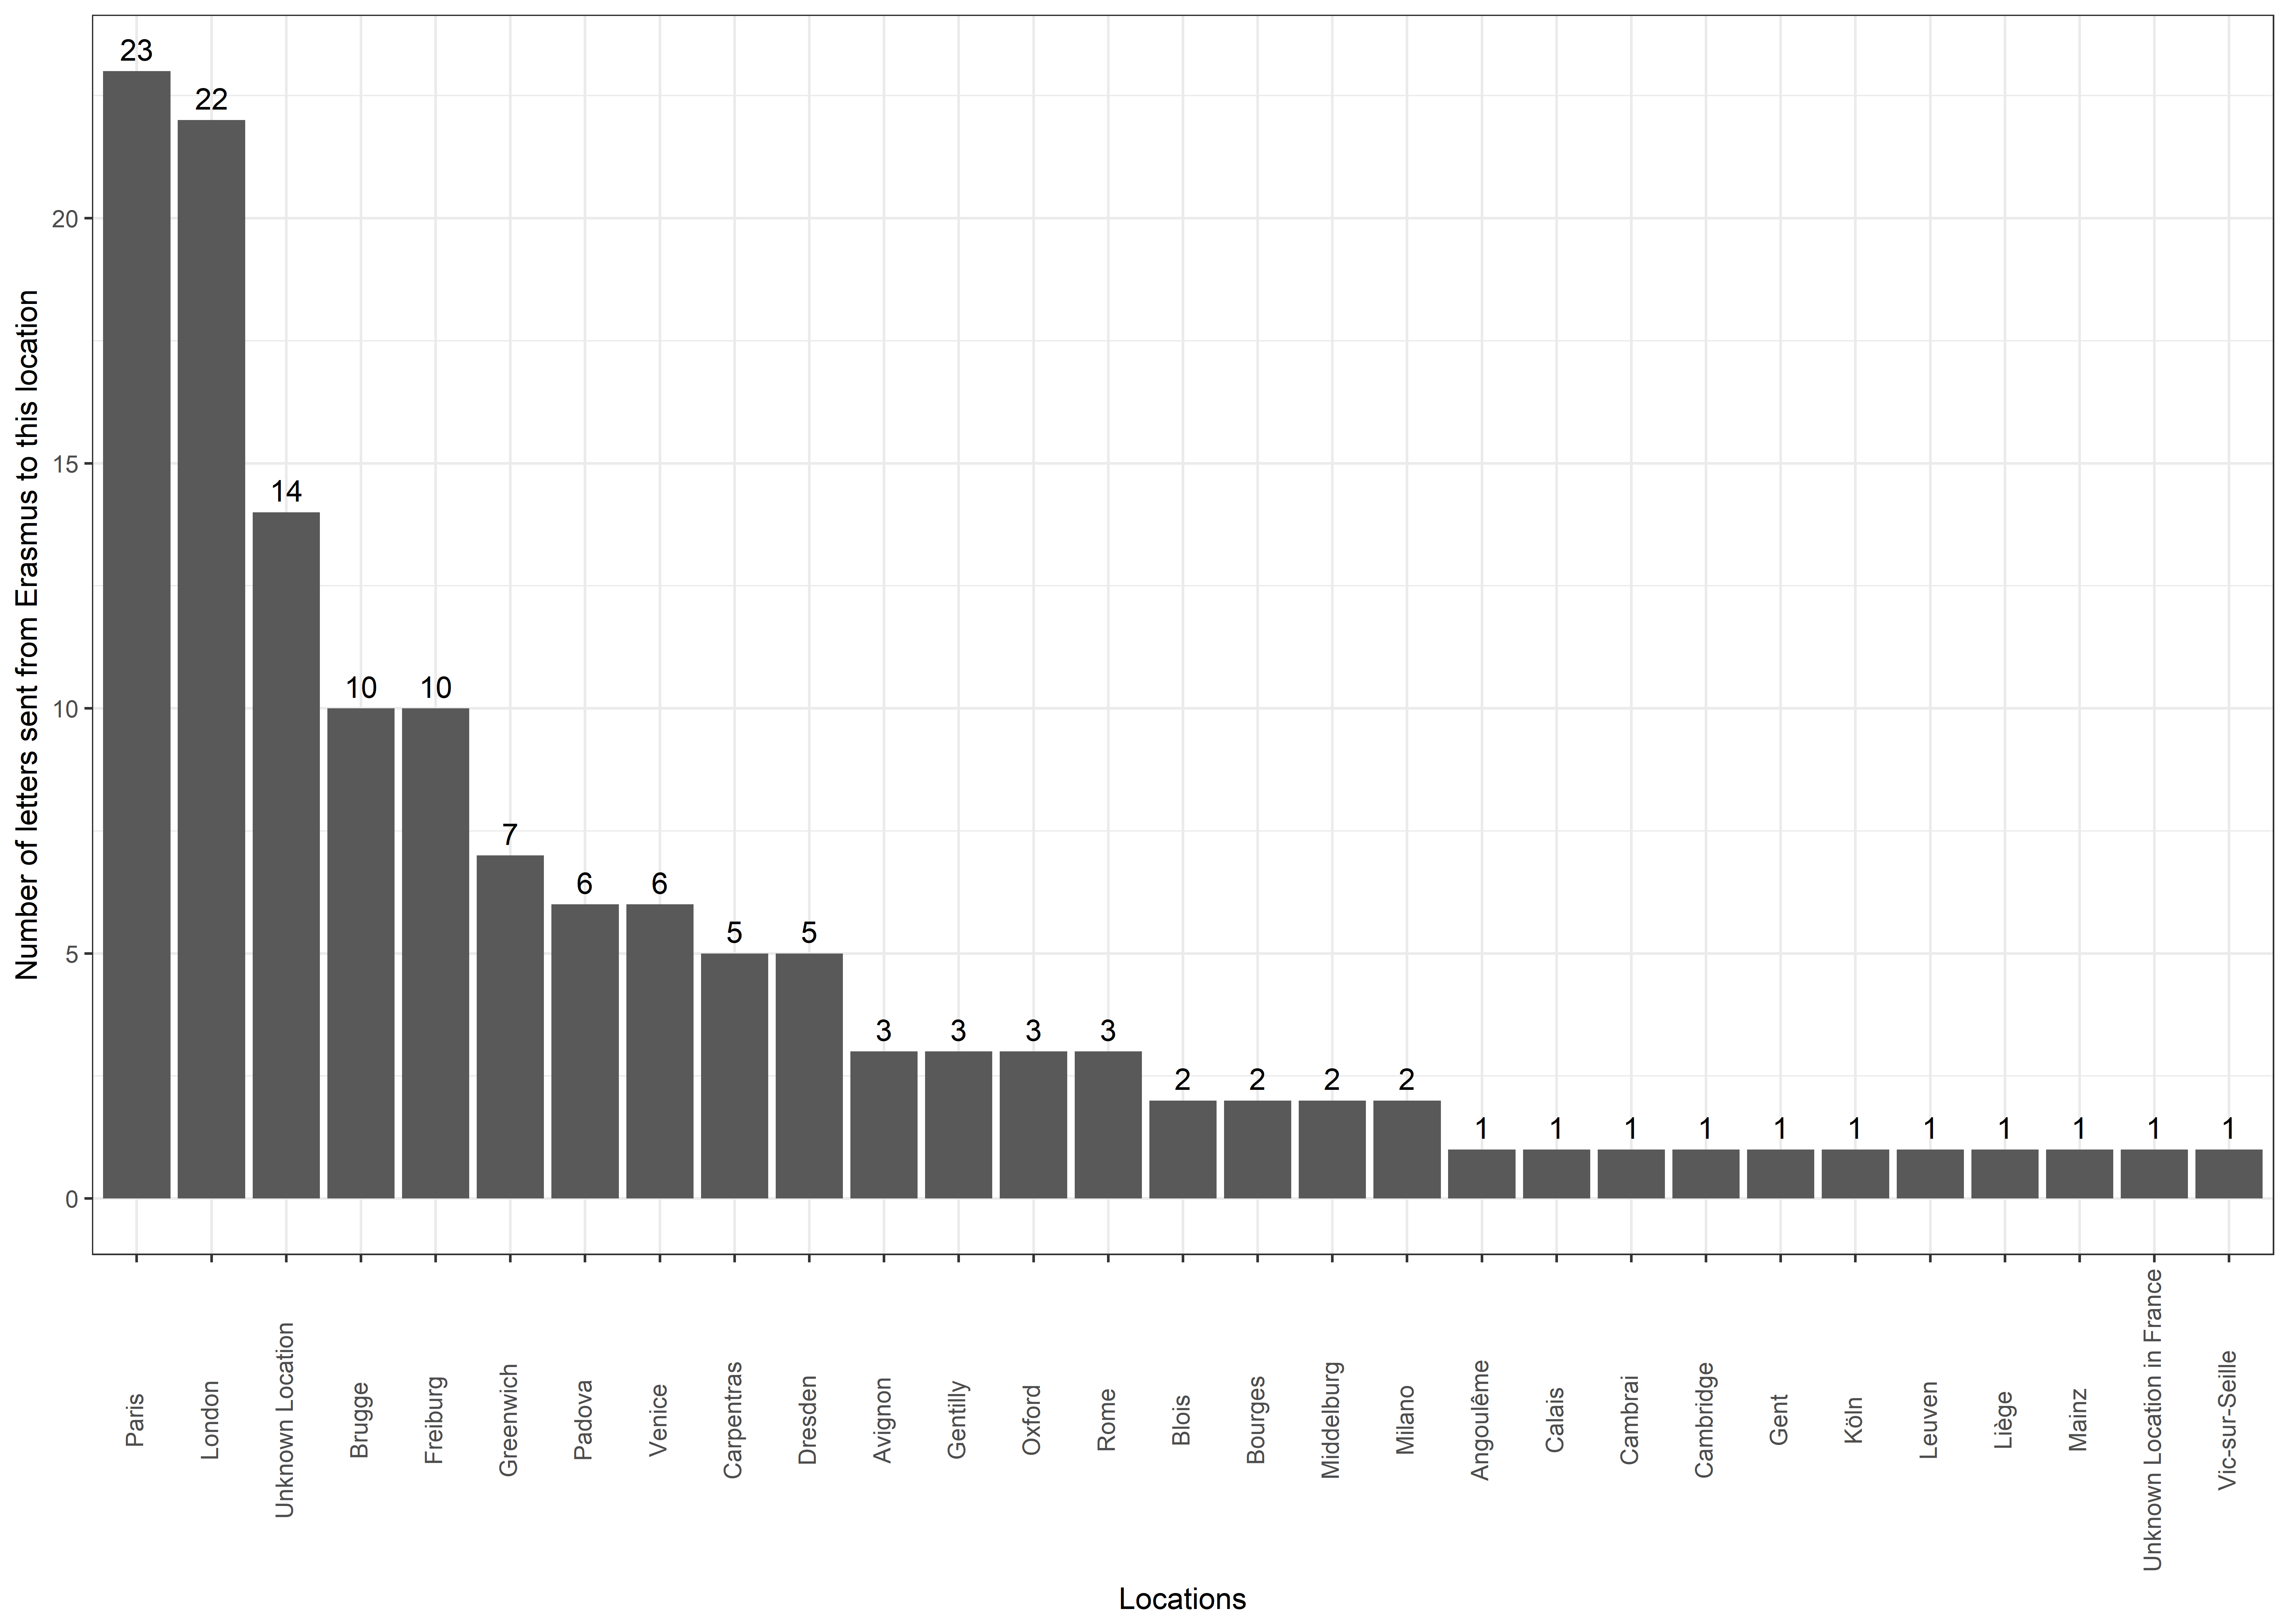 Number of letters sent from Erasmus to this location
20
15
10
5
0
23
22
14
10
10
7
6
6
5
5
3
3
3
3
2
2
2
2
1
1
1
1
1
1
1
1
1
1
1
Paris
London
Unknown Location
Brugge
Freiburg
Greenwich
Padova
Venice
Carpentras
Dresden
Avignon
Gentilly
Oxford
Rome
Blois
Bourges
Middelburg
Milano
Angoulême
Calais
Cambrai
Cambridge
Gent
Köln
Leuven
Liège
Mainz
Unknown Location in France
Vic-sur-Seille
Locations